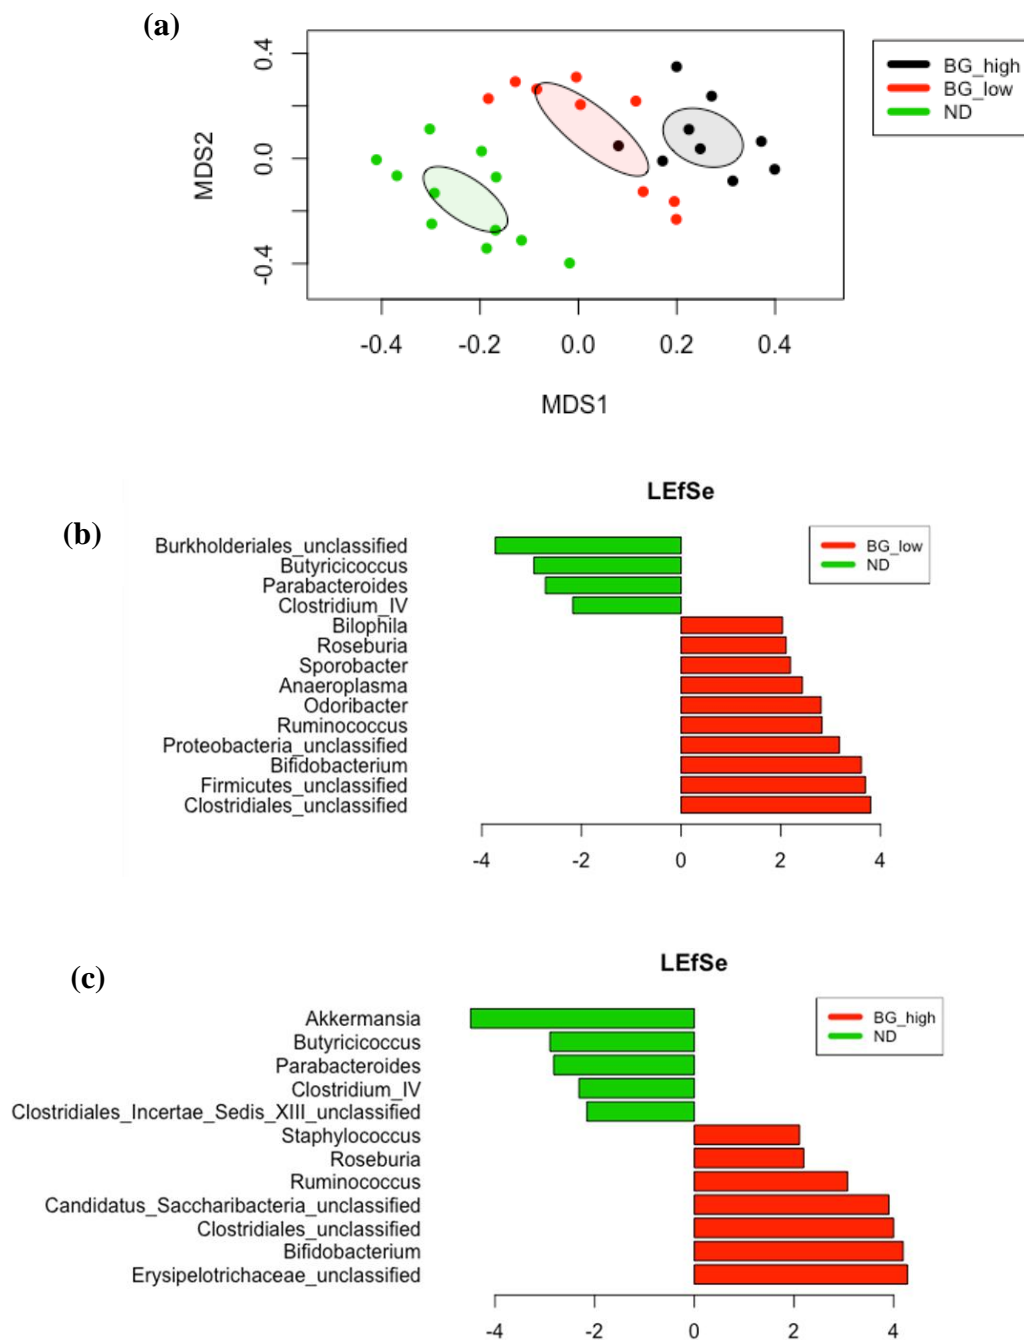 (a)
0.4
0.0
-0.4
MDS2
-0.4 -0.2 0.0 0.2 0.4
MDS1
BG_high
BG_low
ND
(b)
LEfSe
BG_low
ND
Burkholderiales_unclassified
Butyricicoccus
Parabacteroides
Clostridium_IV
Bilophila
Roseburia
Sporobacter
Anaeroplasma
Odoribacter
Ruminococcus
Proteobacteria_unclassified
Bifidobacterium
Firmicutes_unclassified
Clostridiales_unclassified
-4 -2 0 2 4
(c)
LEfSe
BG_high
ND
Akkermansia
Butyricicoccus
Parabacteroides
Clostridium_IV
Clostridiales_Incertae_Sedis_XIII_unclassified
Staphylococcus
Roseburia
Ruminococcus
Candidatus_Saccharibacteria_unclassified
Clostridiales_unclassified
Bifidobacterium
Erysipelotrichaceae_unclassified
-4 -2 0 2 4